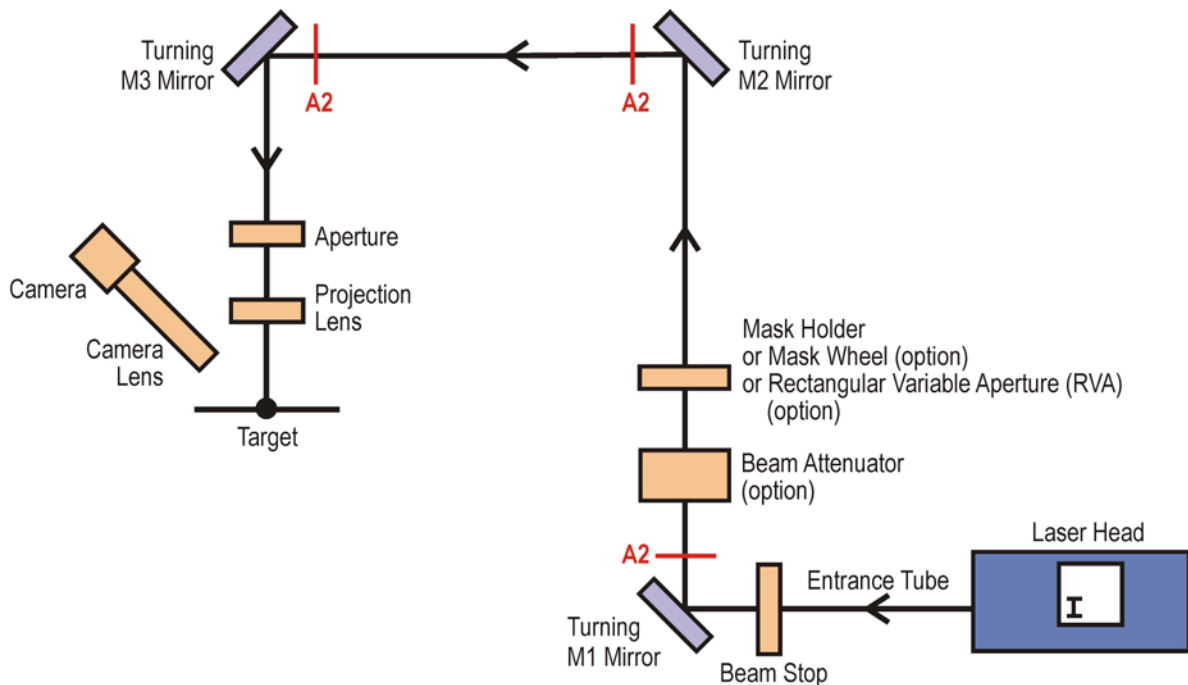 Turning
M3 Mirror
A2
A2
Turning
M2 Mirror
Aperture
Projection
Lens
Camera
Camera
Lens
Target
Mask Holder
or Mask Wheel (option)
or Rectangular Variable Aperture (RVA)
(option)
Beam Attenuator
(option)
A2
Laser Head
I
Entrance Tube
Turning
M1 Mirror
Beam Stop